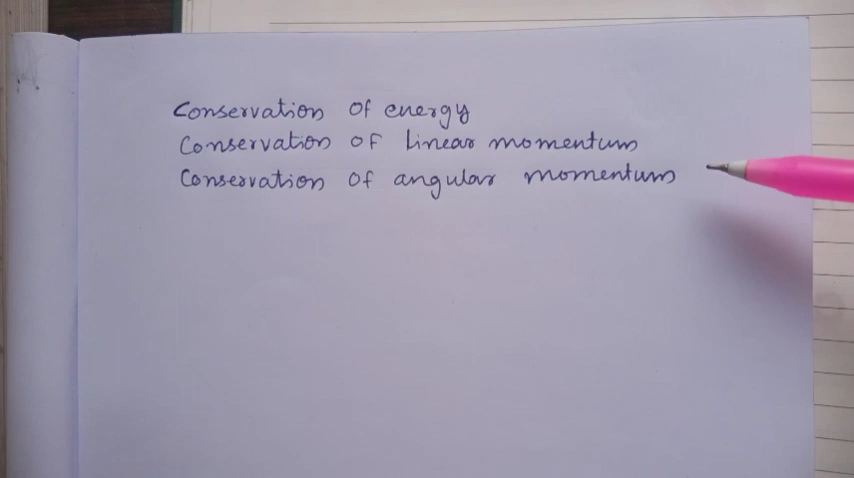 Conservation of energy
Conservation of linear momentum
Conservation of angular momentum